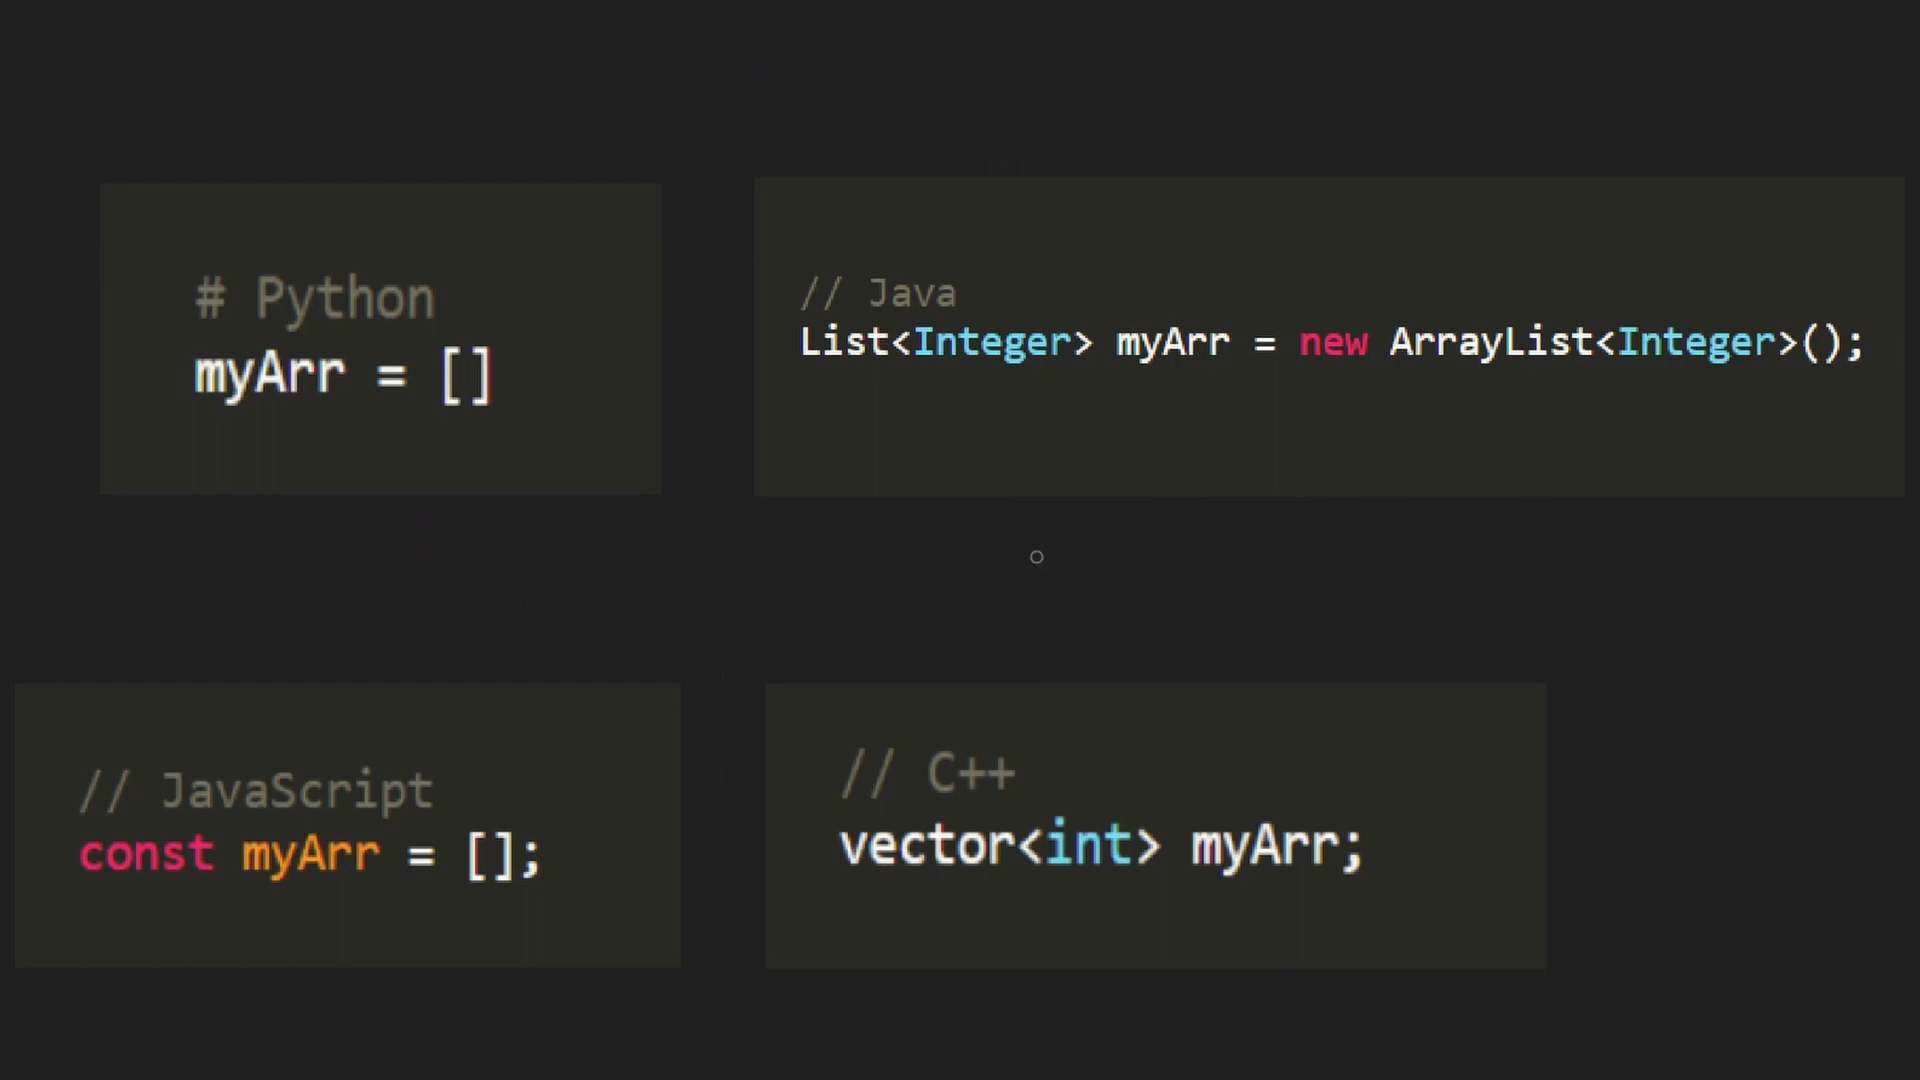 # Python
myArr = []
// Java
List<Integer> myArr = new ArrayList<Integer>();
// JavaScript
const myArr = [];
// C++
vector<int> myArr;